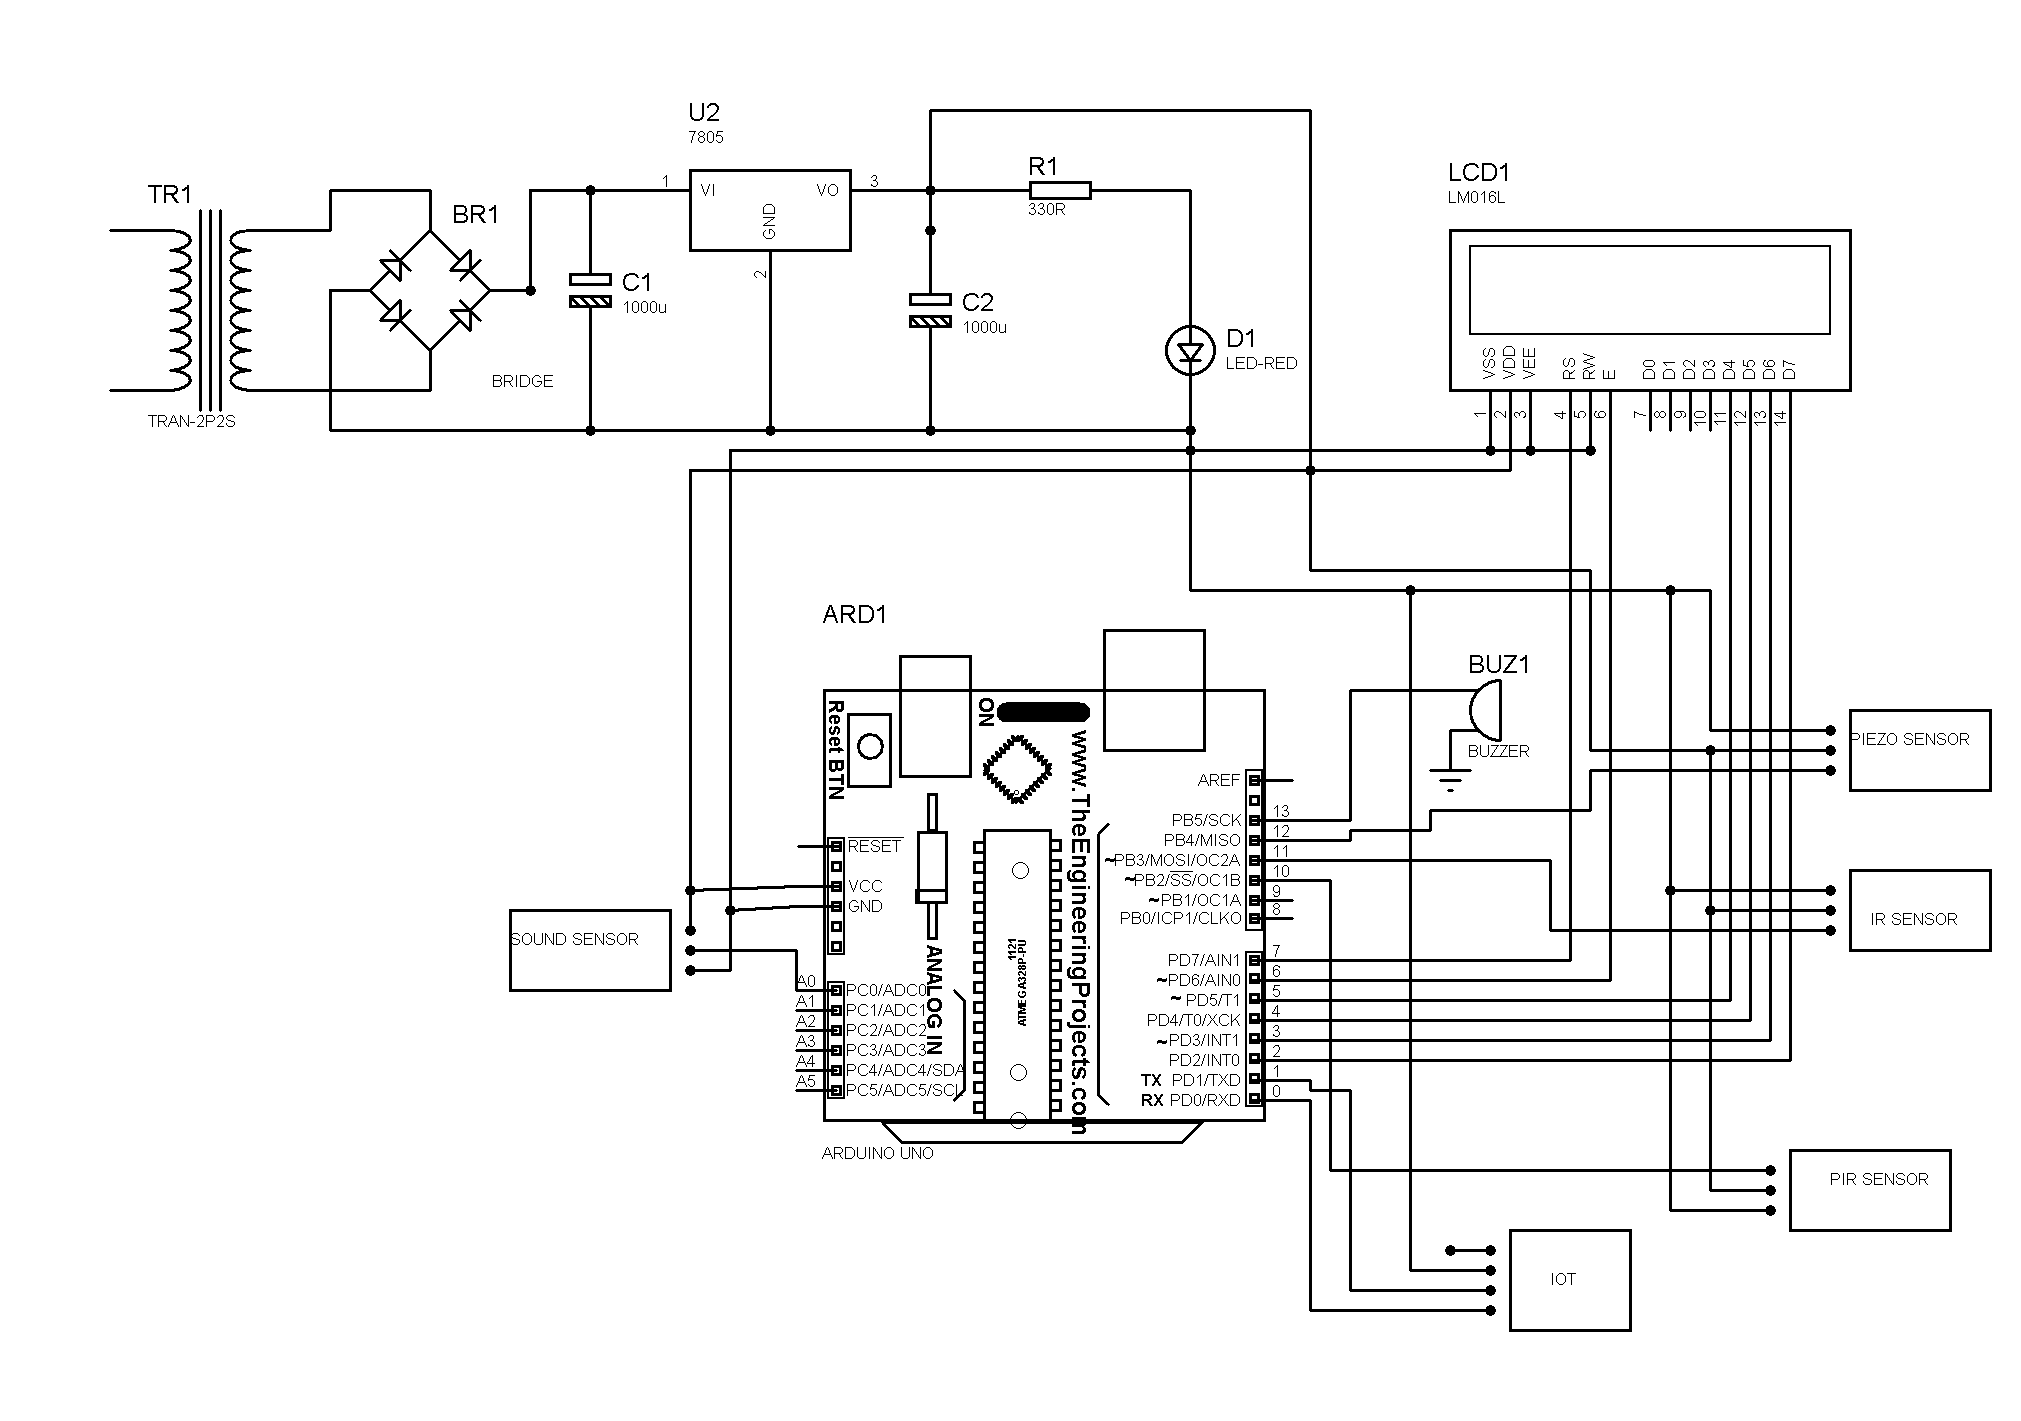 TR1
TRAN-2P2S
BR1
BRIDGE
C1
1000u
U2
7805
1
VI
VO
3
GND
2
C2
1000u
R1
330R
D1
LED-RED
LCD1
LM016L
VSS
VDD
VEE
RS
RW
E
D0
D1
D2
D3
D4
D5
D6
D7
1
2
3
4
5
6
7
8
9
10
11
12
13
14
ARD1
Reset BTN
ON
www.TheEngineeringProjects.com
RESET
VCC
GND
ANALOG IN
1121
ATMEGA328P-PU
A0
PC0/ADC0
A1
PC1/ADC1
A2
PC2/ADC2
A3
PC3/ADC3
A4
PC4/ADC4/SDA
A5
PC5/ADC5/SCL
AREF
PB5/SCK
13
PB4/MISO
12
~PB3/MOSI/OC2A
11
~PB2/SS/OC1B
10
~PB1/OC1A
9
PB0/ICP1/CLKO
8
PD7/AIN1
7
~PD6/AIN0
6
~PD5/T1
5
PD4/T0/XCK
4
~PD3/INT1
3
PD2/INT0
2
TX PD1/TXD
1
RX PD0/RXD
0
ARDUINO UNO
SOUND SENSOR
BUZ1
BUZZER
PIEZO SENSOR
IR SENSOR
PIR SENSOR
IOT